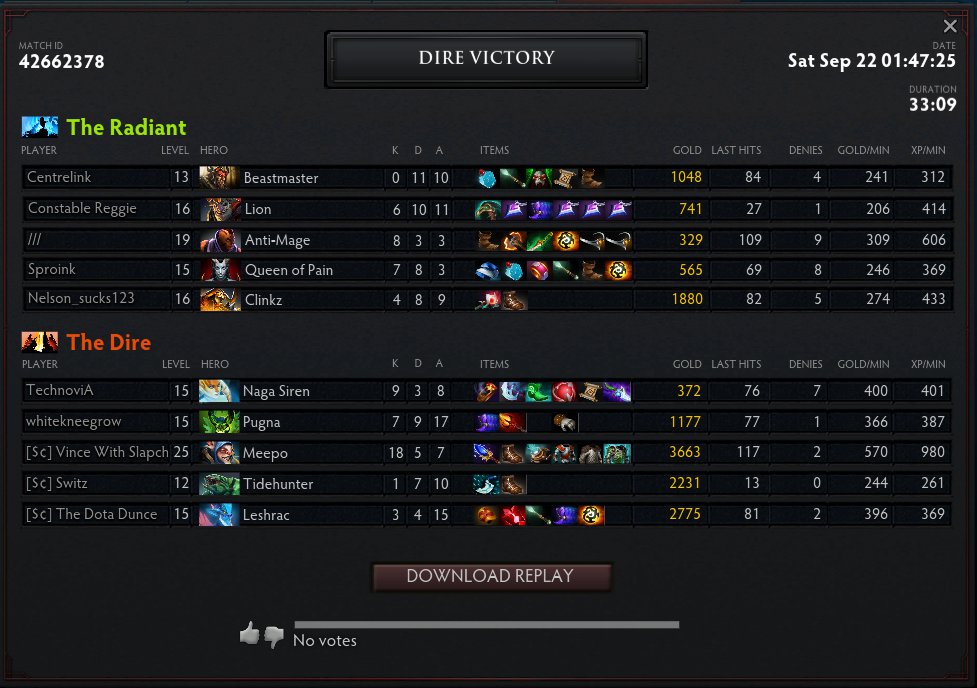 MATCH ID
42662378
DIRE VICTORY
DATE
Sat Sep 22 01:47:25
DURATION
33:09
The Radiant
PLAYER LEVEL HERO K D A ITEMS GOLD LAST HITS DENIES GOLD/MIN XP/MIN
Centrelink 13 Beastmaster 0 11 10 1048 84 4 241 312
Constable Reggie 16 Lion 6 10 11 741 27 1 206 414
/// 19 Anti-Mage 8 3 3 329 109 9 309 606
Sproink 15 Queen of Pain 7 8 3 565 69 8 246 369
Nelson_sucks123 16 Clinkz 4 8 9 1880 82 5 274 433
The Dire
PLAYER LEVEL HERO K D A ITEMS GOLD LAST HITS DENIES GOLD/MIN XP/MIN
TechnoviA 15 Naga Siren 9 3 8 372 76 7 400 401
whitekneegrow 15 Pugna 7 9 17 1177 77 1 366 387
[$c] Vince With Slapch 25 Meepo 18 5 7 3663 117 2 570 980
[$c] Switz 12 Tidehunter 1 7 10 2231 13 0 244 261
[$c] The Dota Dunce 15 Leshrac 3 4 15 2775 81 2 396 369
DOWNLOAD REPLAY
No votes